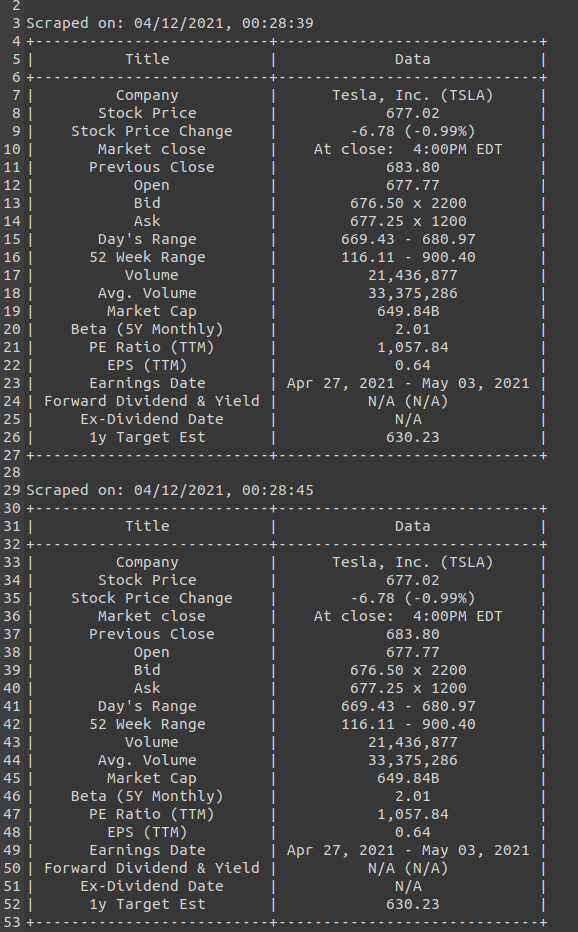 2
3 Scraped on: 04/12/2021, 00:28:39
4 +--------------------------+-----------------------------+
5 |          Title           |             Data            |
6 +--------------------------+-----------------------------+
7 |         Company          |      Tesla, Inc. (TSLA)     |
8 |       Stock Price        |            677.02           |
9 |    Stock Price Change    |        -6.78 (-0.99%)       |
10 |       Market close       |    At close:  4:00PM EDT    |
11 |      Previous Close      |            683.80           |
12 |           Open           |            677.77           |
13 |           Bid            |        676.50 x 2200        |
14 |           Ask            |        677.25 x 1200        |
15 |       Day's Range        |       669.43 - 680.97       |
16 |      52 Week Range       |       116.11 - 900.40       |
17 |          Volume          |          21,436,877         |
18 |       Avg. Volume        |          33,375,286         |
19 |        Market Cap        |           649.84B           |
20 |    Beta (5Y Monthly)     |             2.01            |
21 |      PE Ratio (TTM)      |           1,057.84          |
22 |        EPS (TTM)         |             0.64            |
23 |      Earnings Date       | Apr 27, 2021 - May 03, 2021 |
24 | Forward Dividend & Yield |          N/A (N/A)          |
25 |     Ex-Dividend Date     |             N/A             |
26 |      1y Target Est       |            630.23           |
27 +--------------------------+-----------------------------+
28
29 Scraped on: 04/12/2021, 00:28:45
30 +--------------------------+-----------------------------+
31 |          Title           |             Data            |
32 +--------------------------+-----------------------------+
33 |         Company          |      Tesla, Inc. (TSLA)     |
34 |       Stock Price        |            677.02           |
35 |    Stock Price Change    |        -6.78 (-0.99%)       |
36 |       Market close       |    At close:  4:00PM EDT    |
37 |      Previous Close      |            683.80           |
38 |           Open           |            677.77           |
39 |           Bid            |        676.50 x 2200        |
40 |           Ask            |        677.25 x 1200        |
41 |       Day's Range        |       669.43 - 680.97       |
42 |      52 Week Range       |       116.11 - 900.40       |
43 |          Volume          |          21,436,877         |
44 |       Avg. Volume        |          33,375,286         |
45 |        Market Cap        |           649.84B           |
46 |    Beta (5Y Monthly)     |             2.01            |
47 |      PE Ratio (TTM)      |           1,057.84          |
48 |        EPS (TTM)         |             0.64            |
49 |      Earnings Date       | Apr 27, 2021 - May 03, 2021 |
50 | Forward Dividend & Yield |          N/A (N/A)          |
51 |     Ex-Dividend Date     |             N/A             |
52 |      1y Target Est       |            630.23           |
53 +--------------------------+-----------------------------+